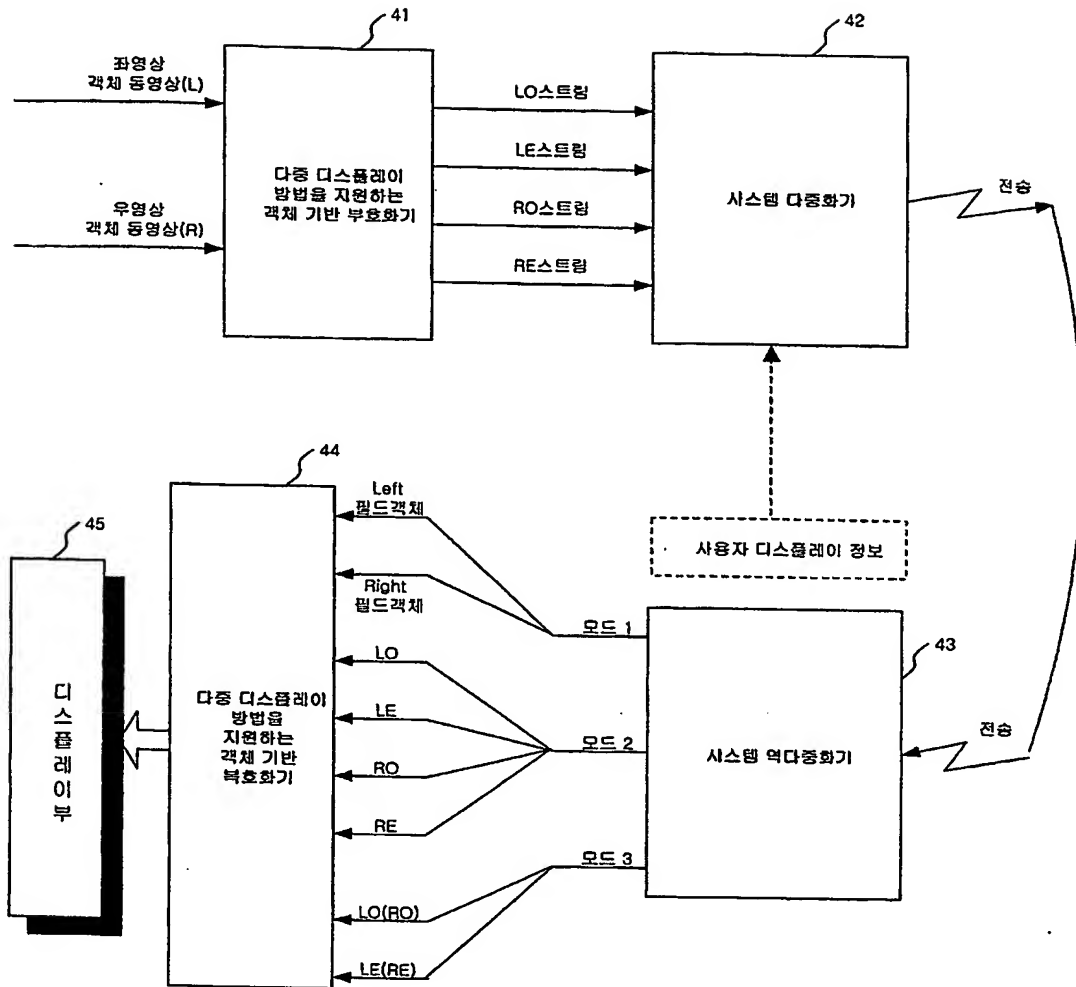 41
42
좌영상
객체 동영상(L)
우영상
객체 동영상(R)
다중 디스플레이
방법을 지원하는
객체 기반 부호화기
LO스트림
LE스트림
RO스트림
RE스트림
시스템 다중화기
전송
사용자 디스플레이 정보
43
시스템 역다중화기
전송
모드 1
모드 2
모드 3
44
Left
필드객체
Right
필드객체
LO
LE
RO
RE
LO(RO)
LE(RE)
다중 디스플레이
방법을
지원하는
객체 기반
복호화기
45
디스플레이부